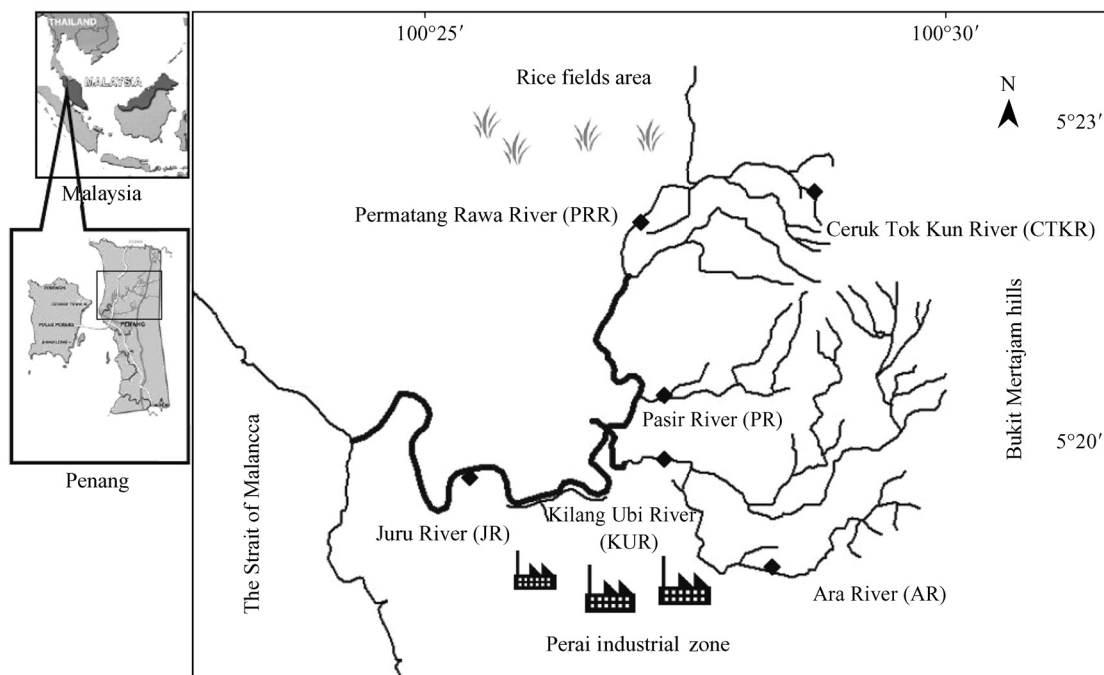 THAILAND
MALAYSIA
Malaysia
PENANG
Penang
100°25'
100°30'
Rice fields area
N
5°23'
Permatang Rawa River (PRR)
Ceruk Tok Kun River (CTKR)
Bukit Mertajam hills
Pasir River (PR)
5°20'
The Strait of Malancca
Juru River (JR)
Kilang Ubi River
(KUR)
Ara River (AR)
Perai industrial zone